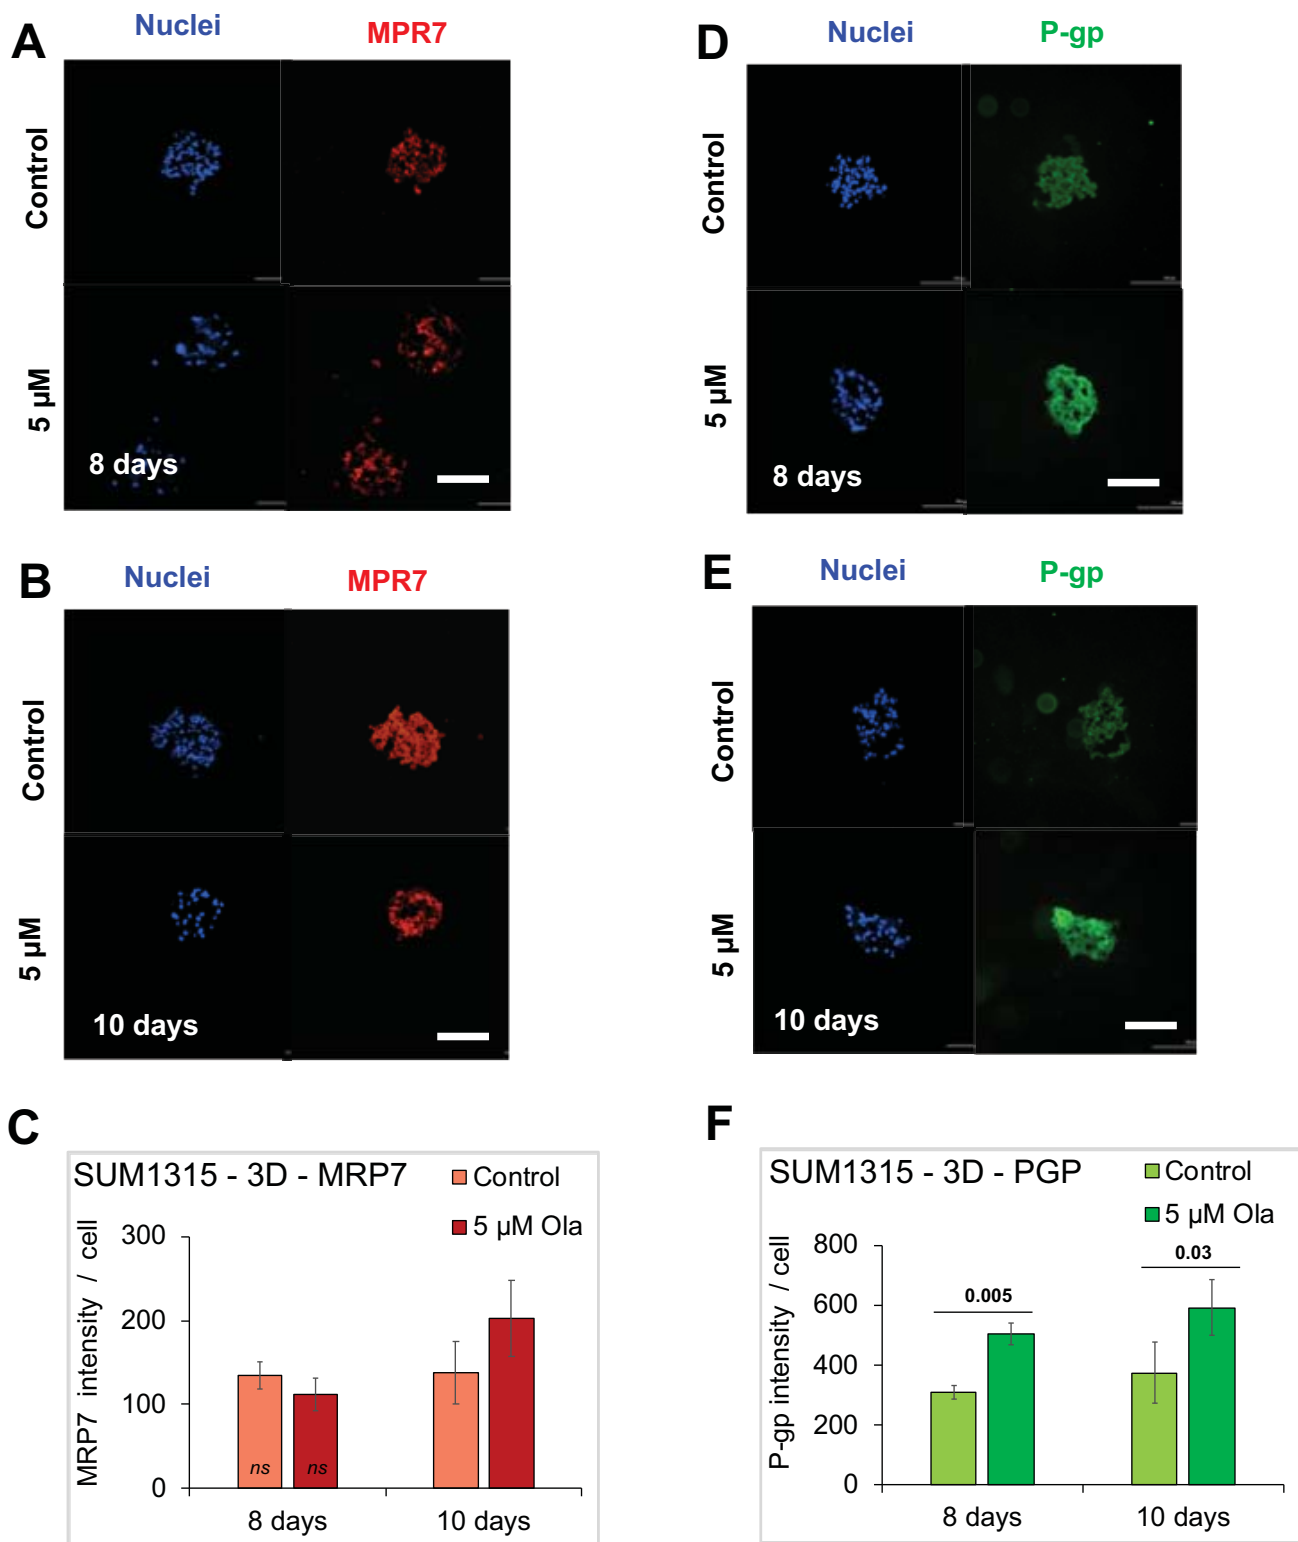 A
Nuclei
MPR7
Control
5 µM
8 days
B
Nuclei
MPR7
Control
5 µM
10 days
C
SUM1315 - 3D - MRP7
Control
5 µM Ola
MRP7 intensity / cell
300
200
100
0
ns
ns
8 days
10 days
D
Nuclei
P-gp
Control
5 µM
8 days
E
Nuclei
P-gp
Control
5 µM
10 days
F
SUM1315 - 3D - PGP
Control
5 µM Ola
P-gp intensity / cell
800
600
400
200
0
0.005
0.03
8 days
10 days